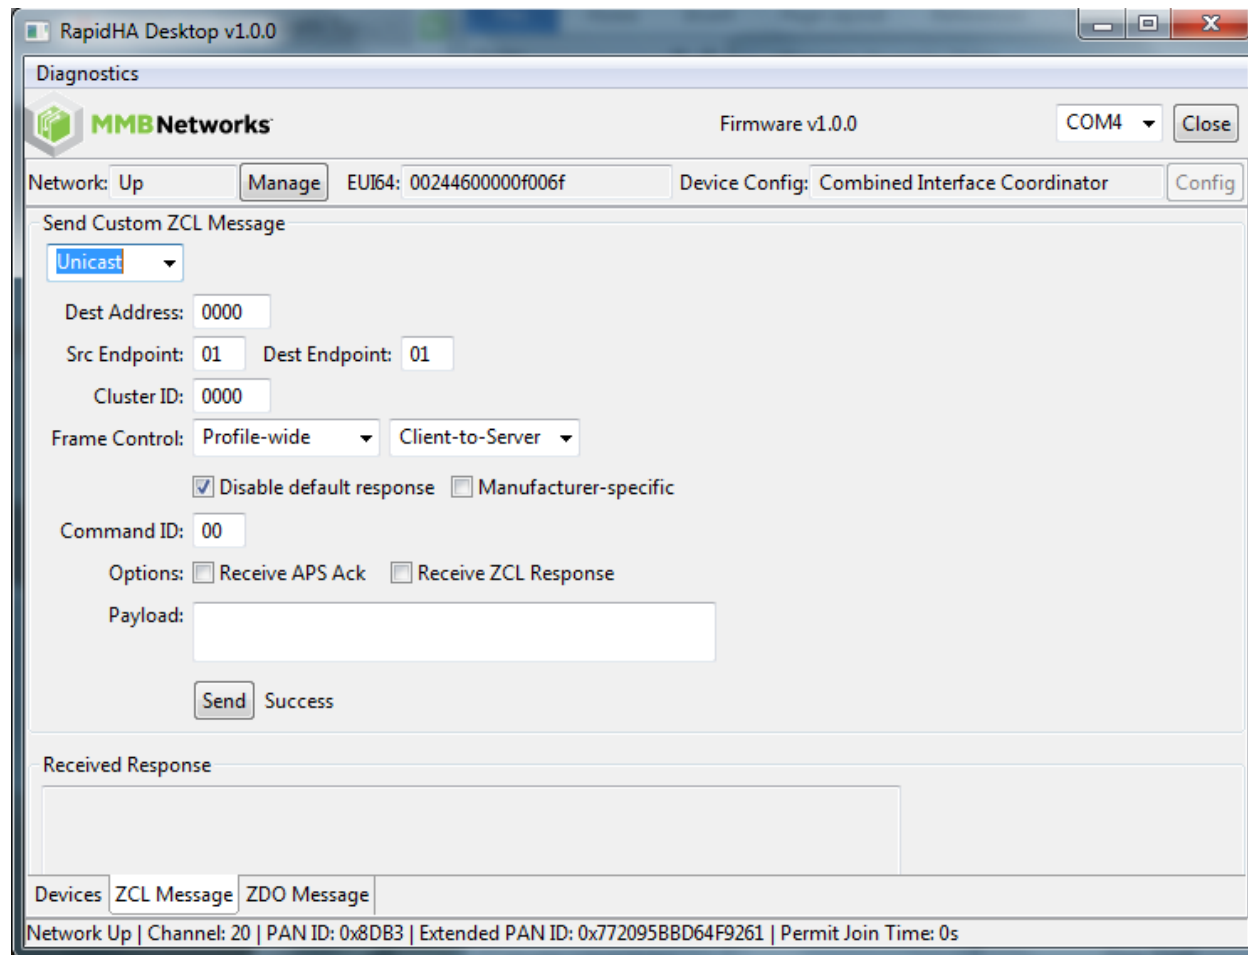 RapidHA Desktop v1.0.0
Diagnostics
MMBNetworks Firmware v1.0.0 COM4 Close
Network: Up Manage EUI64: 00244600000f006f Device Config: Combined Interface Coordinator Config
Send Custom ZCL Message
Unicast
Dest Address: 0000
Src Endpoint: 01 Dest Endpoint: 01
Cluster ID: 0000
Frame Control: Profile-wide Client-to-Server
Disable default response Manufacturer-specific
Command ID: 00
Options: Receive APS Ack Receive ZCL Response
Payload:
Send Success
Received Response
Devices ZCL Message ZDO Message
Network Up | Channel: 20 | PAN ID: 0x8DB3 | Extended PAN ID: 0x772095BBD64F9261 | Permit Join Time: 0s